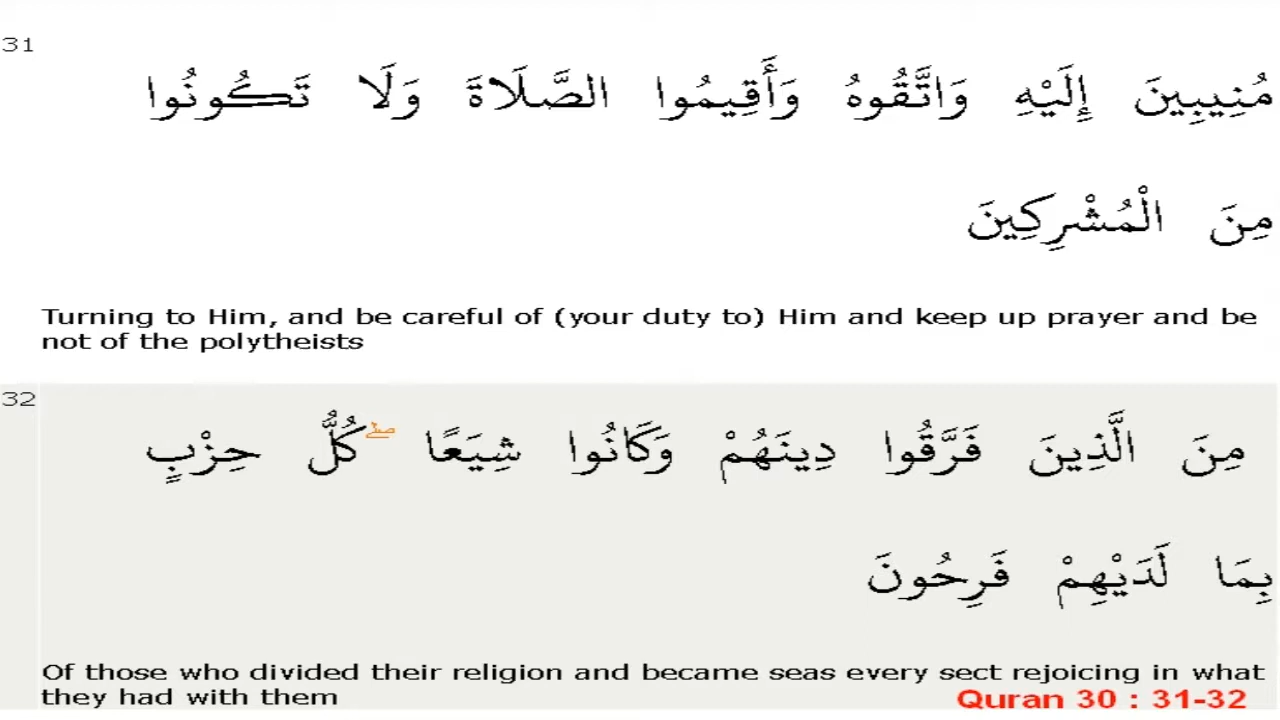 31
مُنِيبِينَ إِلَيْهِ وَاتَّقُوهُ وَأَقِيمُوا الصَّلَاةَ وَلَا تَكُونُوا
مِنَ الْمُشْرِكِينَ
Turning to Him, and be careful of (your duty to) Him and keep up prayer and be
not of the polytheists
32
مِنَ الَّذِينَ فَرَّقُوا دِينَهُمْ وَكَانُوا شِيَعًا ۖ كُلُّ حِزْبٍ
بِمَا لَدَيْهِمْ فَرِحُونَ
Of those who divided their religion and became seas every sect rejoicing in what
they had with them
Quran 30 : 31-32